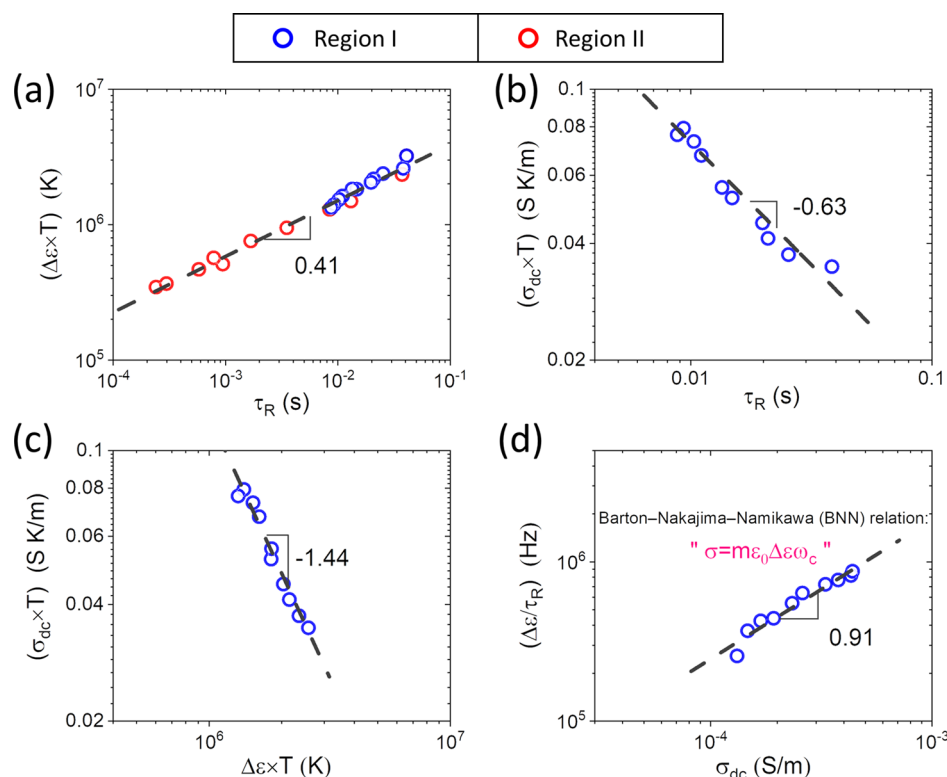 Region I
Region II
(a)
10⁷
10⁶
10⁵
(Δε×T) (K)
0.41
10⁻⁴
10⁻³
10⁻²
10⁻¹
τR (s)
(b)
0.1
0.08
0.06
0.04
0.02
(σdc×T) (S K/m)
-0.63
0.01
0.1
τR (s)
(c)
0.1
0.08
0.06
0.04
0.02
(σdc×T) (S K/m)
-1.44
10⁶
10⁷
Δε×T (K)
(d)
(Δε/τR) (Hz)
Barton–Nakajima–Namikawa (BNN) relation:
" σ=mε₀Δεωc "
10⁶
10⁵
0.91
10⁻⁴
10⁻³
σdc (S/m)